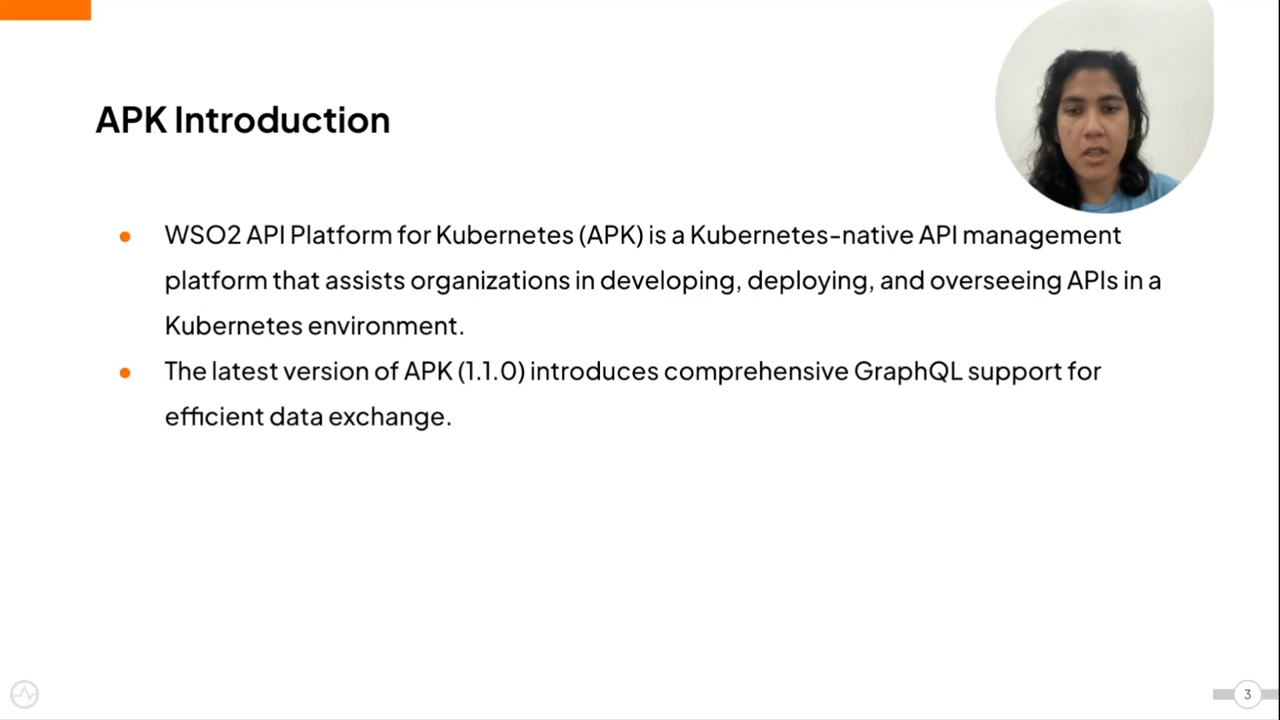 APK Introduction
● WSO2 API Platform for Kubernetes (APK) is a Kubernetes-native API management
platform that assists organizations in developing, deploying, and overseeing APIs in a
Kubernetes environment.
● The latest version of APK (1.1.0) introduces comprehensive GraphQL support for
efficient data exchange.
3